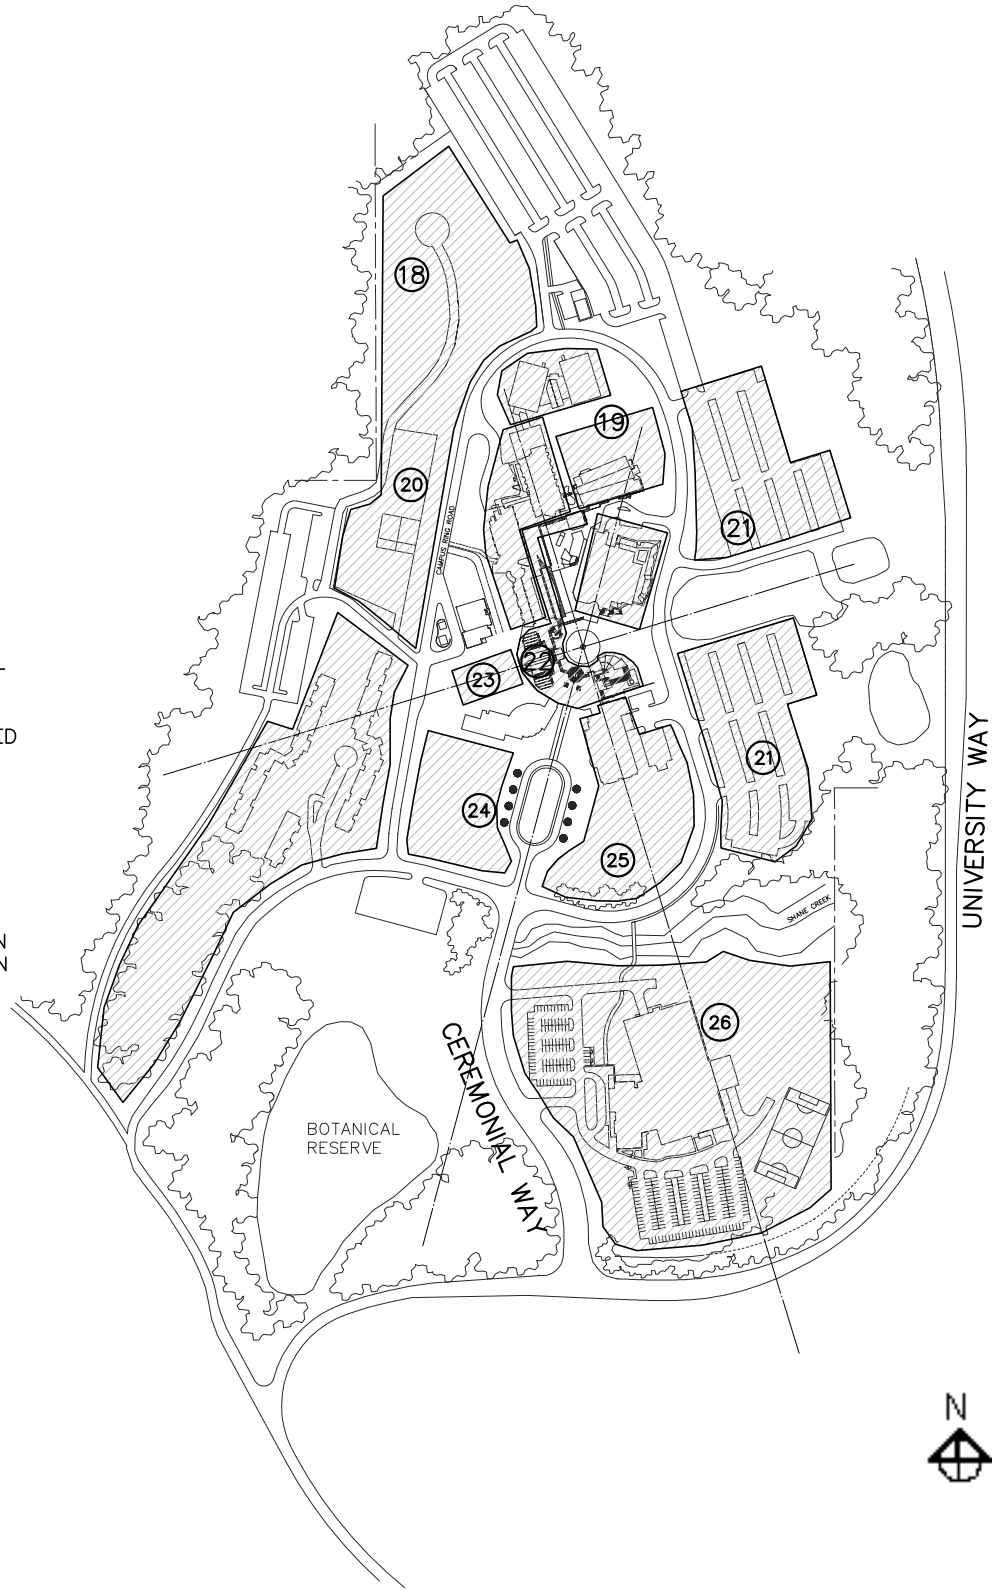 18
19
20
CAMPUS RING ROAD
21
22
23
ED
21
24
UNIVERSITY WAY
25
SHANE CREEK
N
N
26
CEREMONIAL WAY
BOTANICAL
RESERVE
N